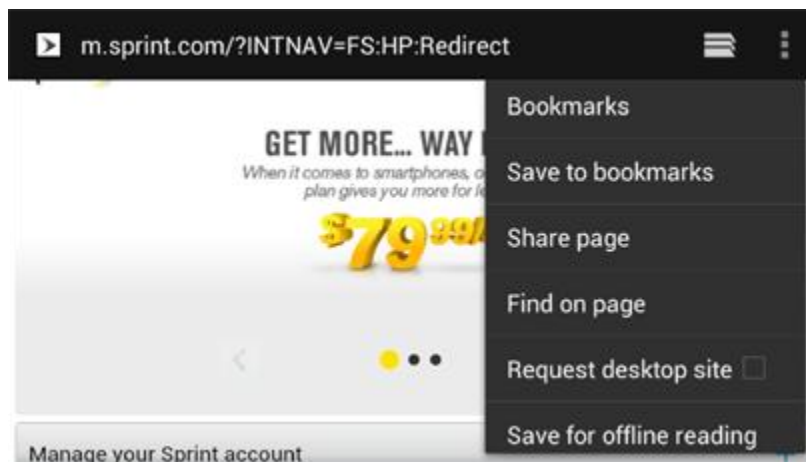 m.sprint.com/?INTNAV=FS:HP:Redirect
Bookmarks
Save to bookmarks
Share page
Find on page
Request desktop site
Save for offline reading
GET MORE... WAY
When it comes to smartphones,
plan gives you more for
$79 99/
Manage your Sprint account